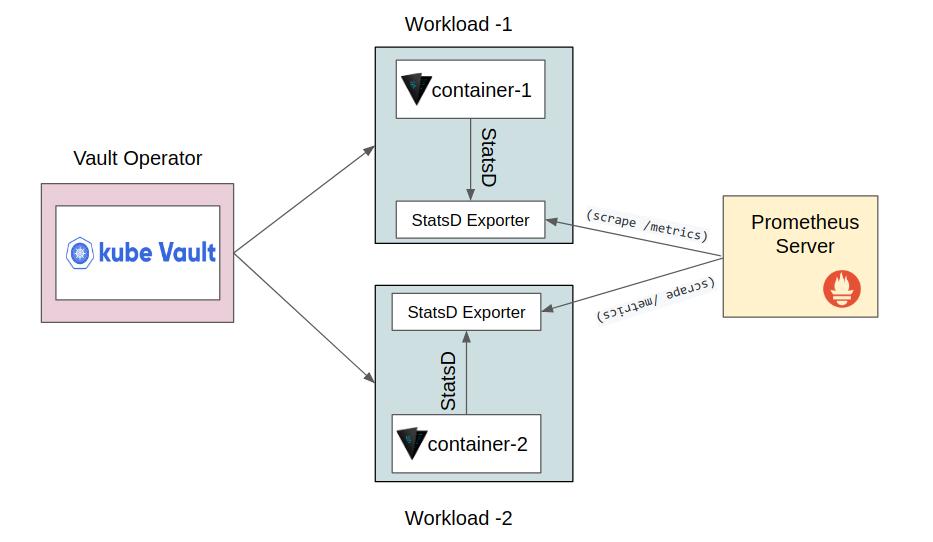 Workload -1
container-1
StatsD
StatsD Exporter
Vault Operator
kube Vault
(scrape /metrics)
Prometheus
Server
(scrape /metrics)
StatsD Exporter
StatsD
container-2
Workload -2